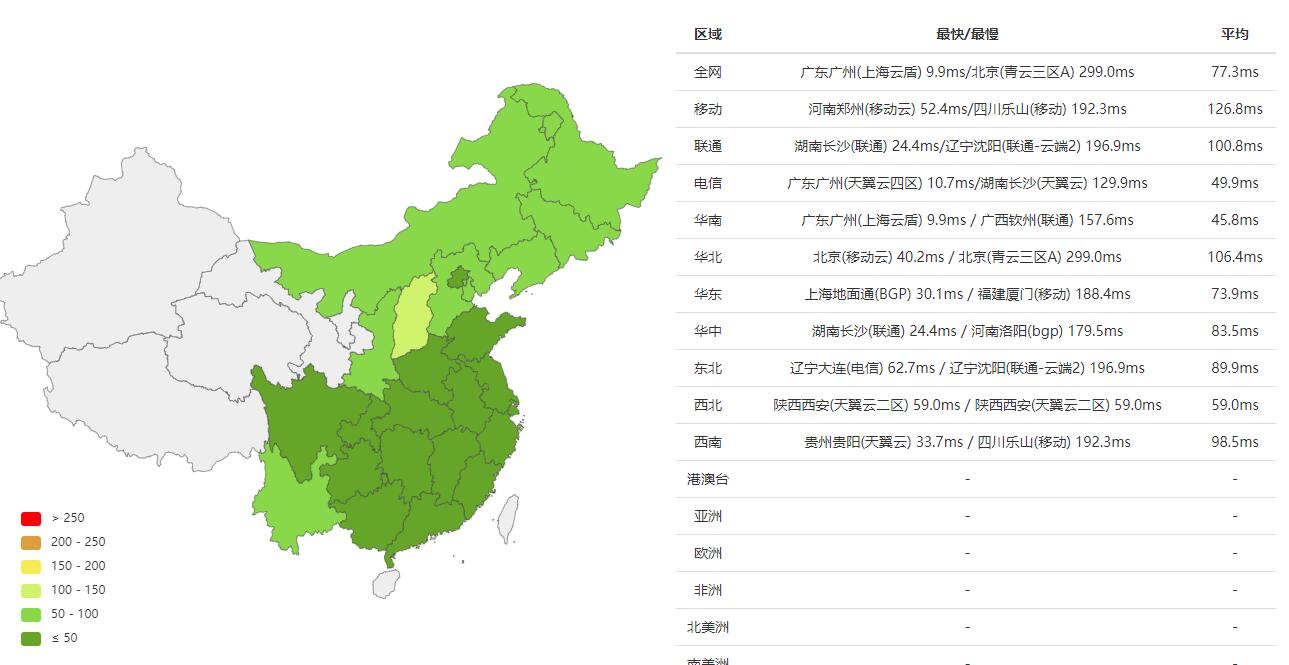 区域 最快/最慢 平均
全网 广东广州(上海云盾) 9.9ms/北京(青云三区A) 299.0ms 77.3ms
移动 河南郑州(移动云) 52.4ms/四川乐山(移动) 192.3ms 126.8ms
联通 湖南长沙(联通) 24.4ms/辽宁沈阳(联通-云端2) 196.9ms 100.8ms
电信 广东广州(天翼云四区) 10.7ms/湖南长沙(天翼云) 129.9ms 49.9ms
华南 广东广州(上海云盾) 9.9ms / 广西钦州(联通) 157.6ms 45.8ms
华北 北京(移动云) 40.2ms / 北京(青云三区A) 299.0ms 106.4ms
华东 上海地面通(BGP) 30.1ms / 福建厦门(移动) 188.4ms 73.9ms
华中 湖南长沙(联通) 24.4ms / 河南洛阳(bgp) 179.5ms 83.5ms
东北 辽宁大连(电信) 62.7ms / 辽宁沈阳(联通-云端2) 196.9ms 89.9ms
西北 陕西西安(天翼云二区) 59.0ms / 陕西西安(天翼云二区) 59.0ms 59.0ms
西南 贵州贵阳(天翼云) 33.7ms / 四川乐山(移动) 192.3ms 98.5ms
港澳台 - -
亚洲 - -
欧洲 - -
非洲 - -
北美洲 - -
南美洲 - -
> 250
200 - 250
150 - 200
100 - 150
50 - 100
≤ 50